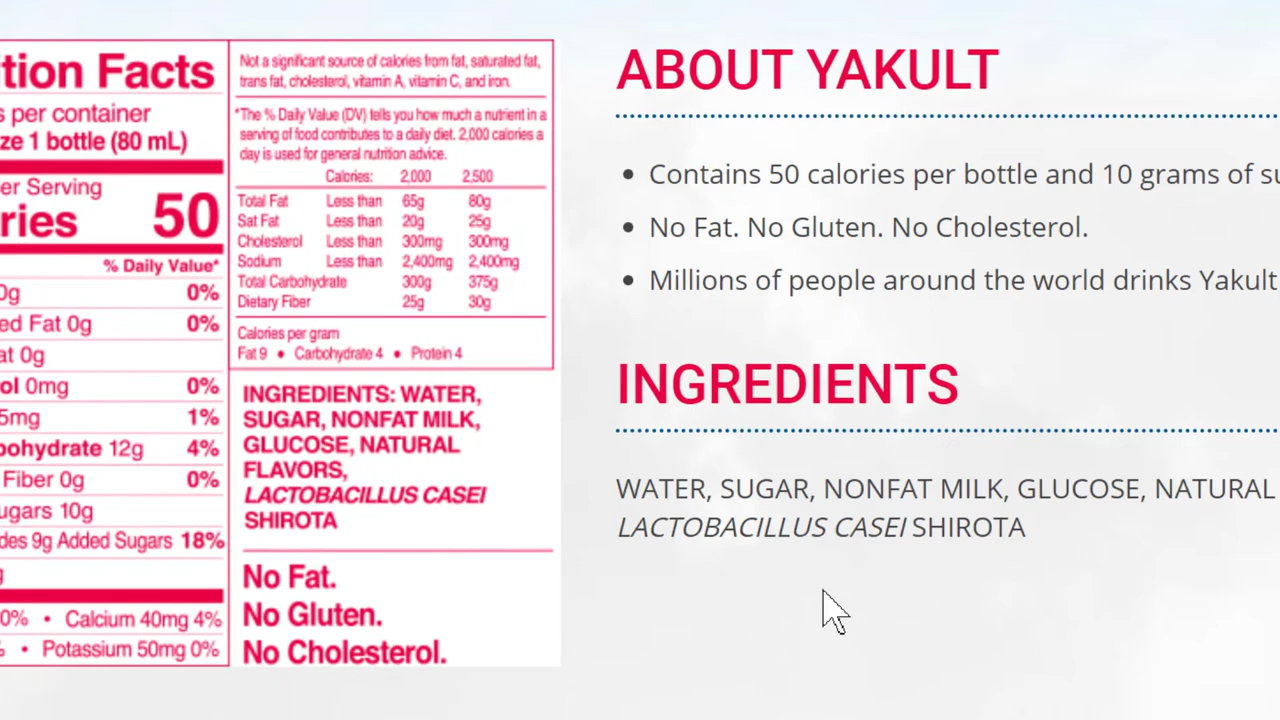 tion Facts
s per container
ze 1 bottle (80 mL)
er Serving
ries 50
% Daily Value*
0g 0%
ed Fat 0g 0%
at 0g
ol 0mg 0%
5mg 1%
bohydrate 12g 4%
Fiber 0g 0%
ugars 10g
des 9g Added Sugars 18%
g
0% • Calcium 40mg 4%
% • Potassium 50mg 0%
Not a significant source of calories from fat, saturated fat,
trans fat, cholesterol, vitamin A, vitamin C, and iron.
*The % Daily Value (DV) tells you how much a nutrient in a
serving of food contributes to a daily diet. 2,000 calories a
day is used for general nutrition advice.
Calories: 2,000 2,500
Total Fat Less than 65g 80g
Sat Fat Less than 20g 25g
Cholesterol Less than 300mg 300mg
Sodium Less than 2,400mg 2,400mg
Total Carbohydrate 300g 375g
Dietary Fiber 25g 30g
Calories per gram
Fat 9 • Carbohydrate 4 • Protein 4
INGREDIENTS: WATER,
SUGAR, NONFAT MILK,
GLUCOSE, NATURAL
FLAVORS,
LACTOBACILLUS CASEI
SHIROTA
No Fat.
No Gluten.
No Cholesterol.
ABOUT YAKULT
• Contains 50 calories per bottle and 10 grams of su
• No Fat. No Gluten. No Cholesterol.
• Millions of people around the world drinks Yakult
INGREDIENTS
WATER, SUGAR, NONFAT MILK, GLUCOSE, NATURAL
LACTOBACILLUS CASEI SHIROTA